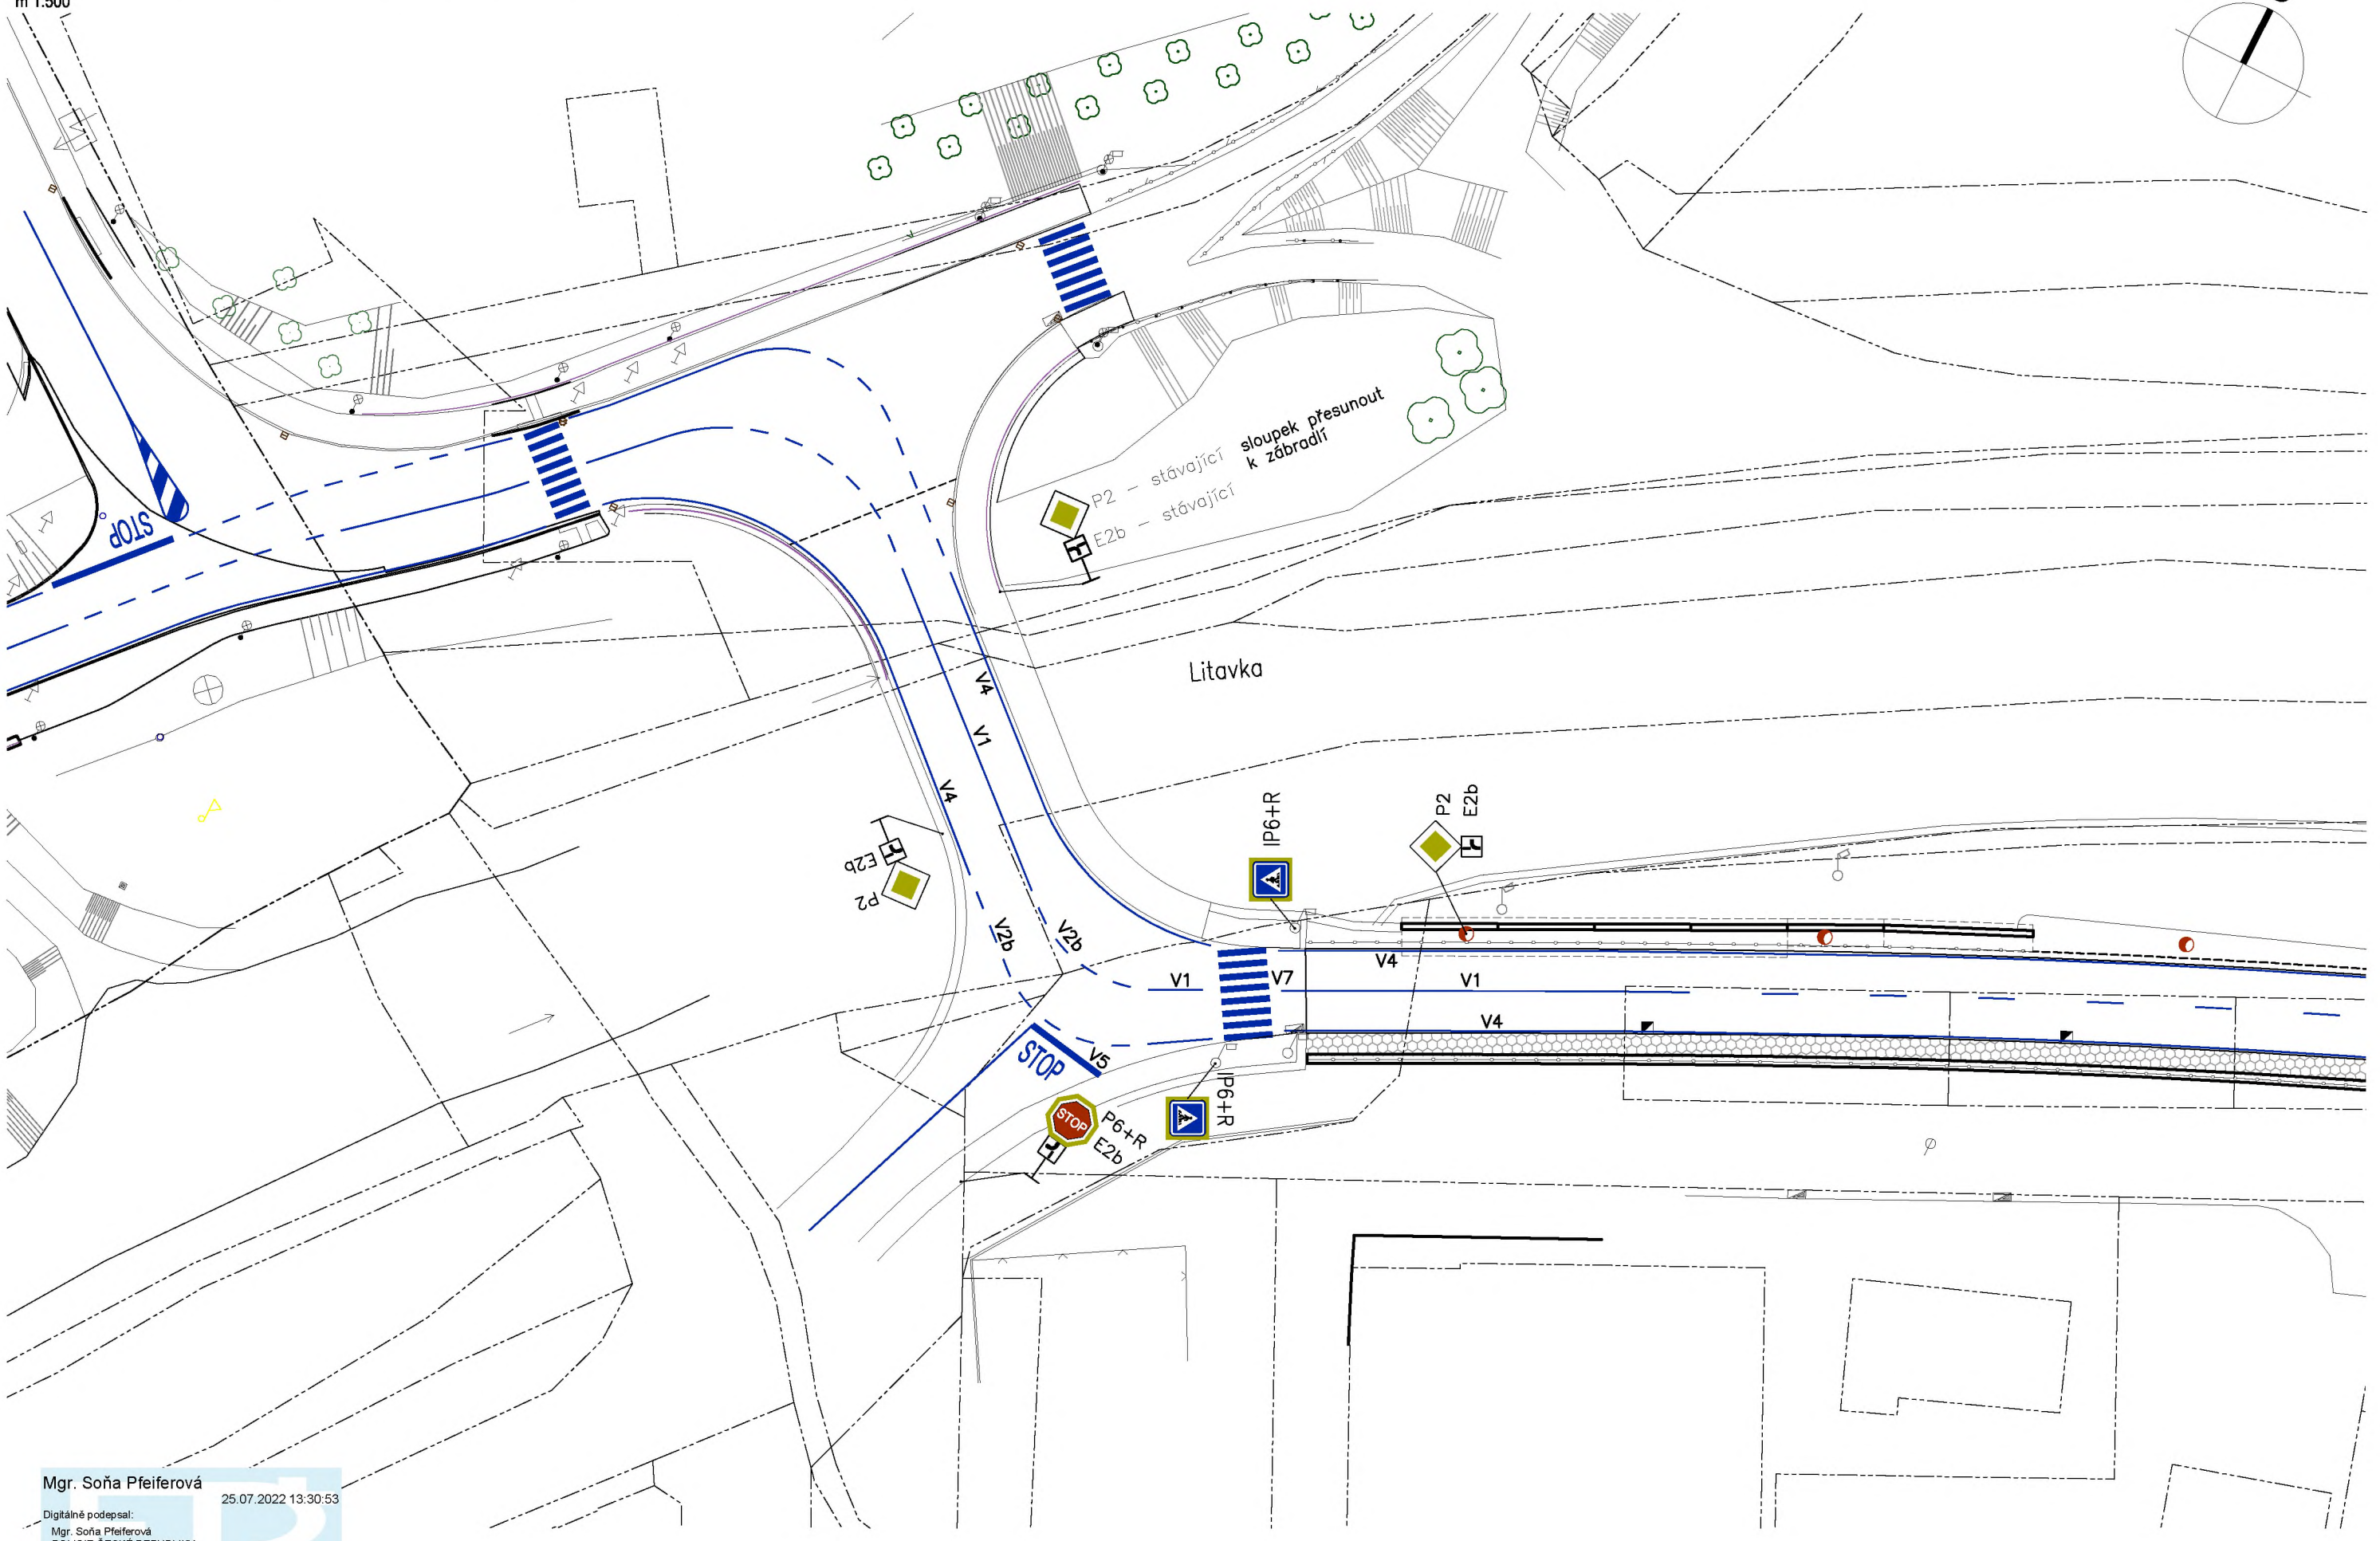 m 1:500
STOP
P2 - stávající
sloupek přesunout
k zábradlí
E2b - stávající
Litavka
V4
V1
V4
E2b
P2
IP6+R
P2
E2b
V2b
V2b
V1
V7
V4
V1
V4
STOP
V5
STOP
P6+R
E2b
IP6+R
Mgr. Soňa Pfeiferová
25.07.2022 13:30:53
Digitálně podepsal:
Mgr. Soňa Pfeiferová